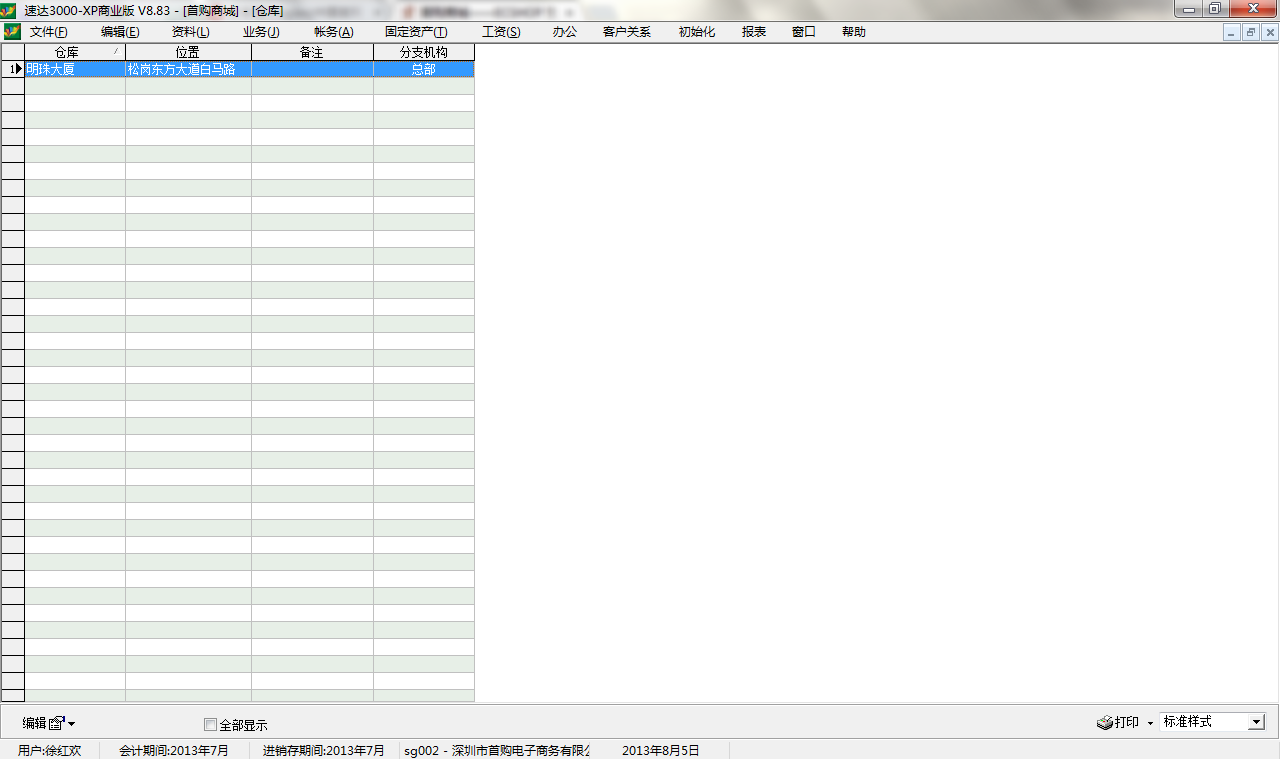 速达3000-XP商业版 V8.83 - [首购商城] - [仓库]
文件(F) 编辑(E) 资料(L) 业务(J) 帐务(A) 固定资产(T) 工资(S) 办公 客户关系 初始化 报表 窗口 帮助
仓库 位置 备注 分支机构
1 明珠大厦 松岗东方大道白马路 总部
编辑 全部显示 打印 标准样式
用户:徐红欢 会计期间:2013年7月 进销存期间:2013年7月 sg002 - 深圳市首购电子商务有限公 2013年8月5日